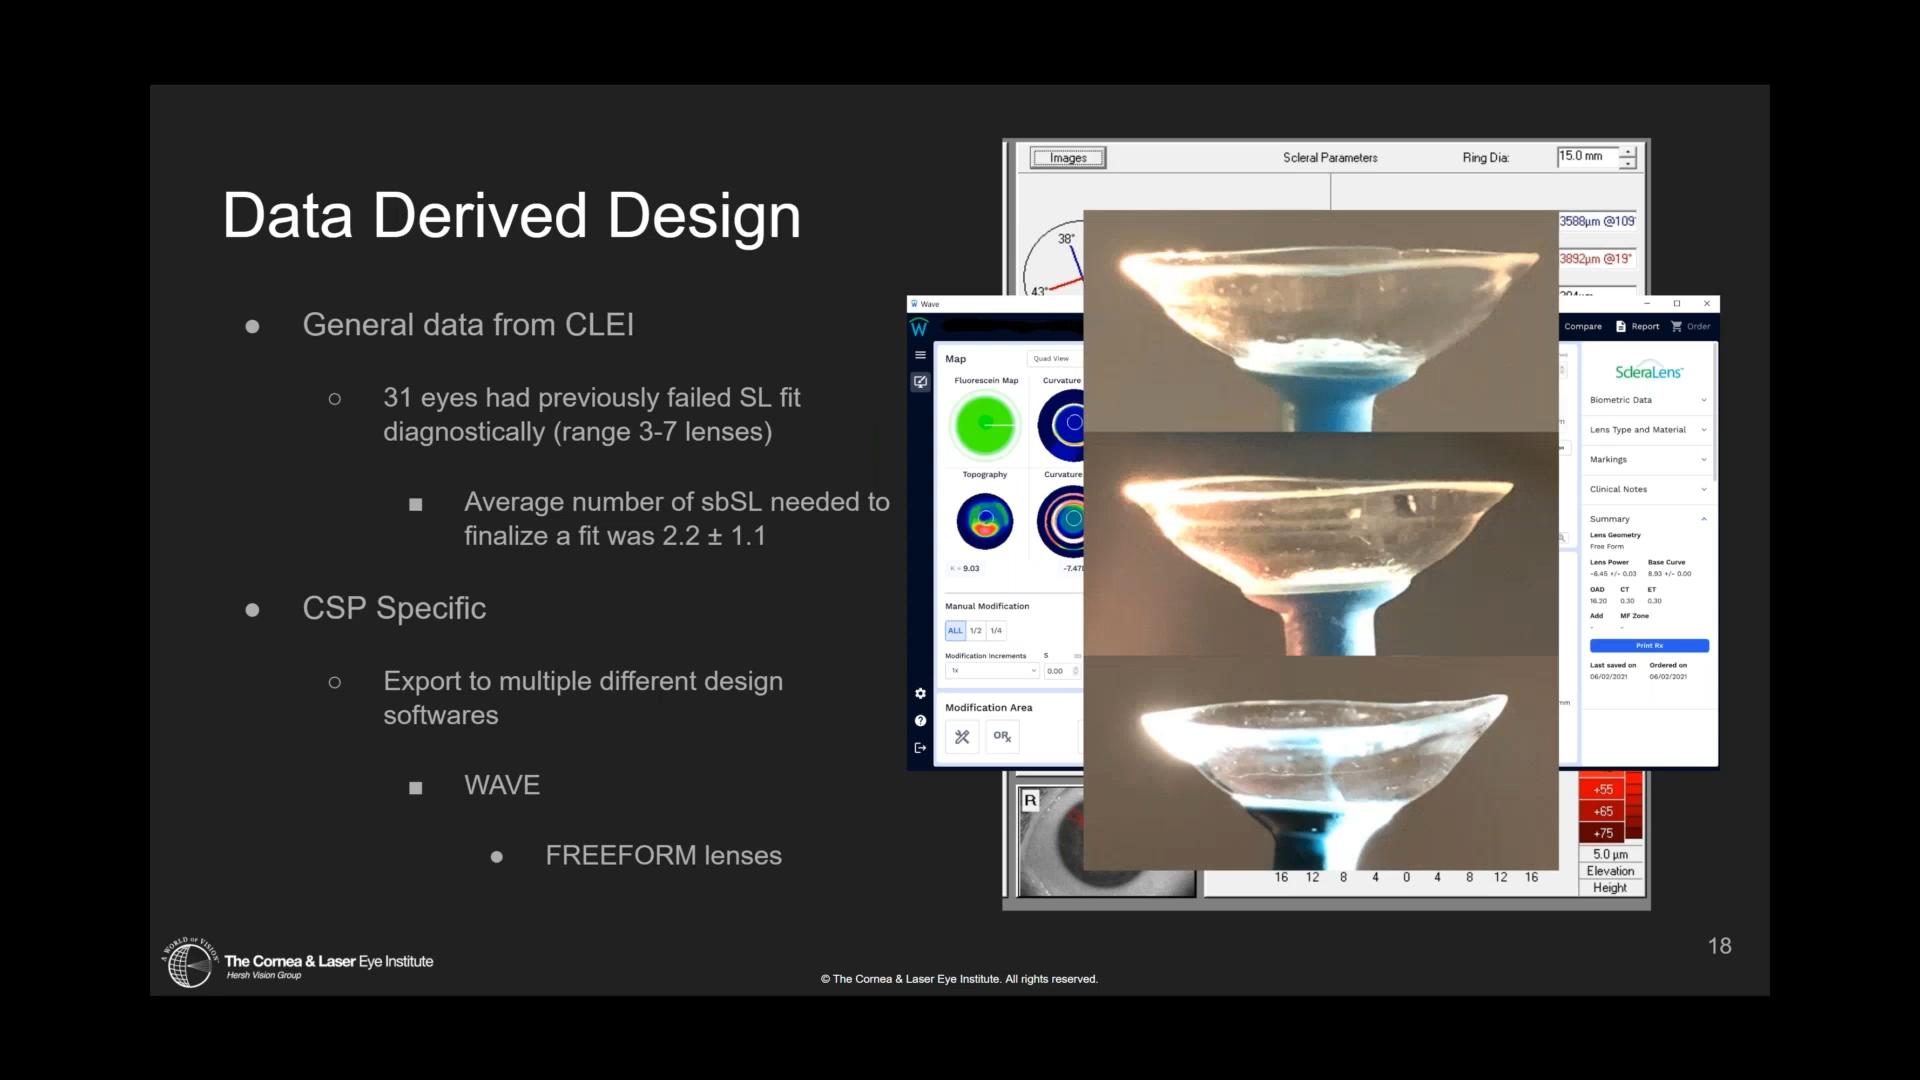 Data Derived Design
● General data from CLEI
○ 31 eyes had previously failed SL fit
diagnostically (range 3-7 lenses)
■ Average number of sbSL needed to
finalize a fit was 2.2 ± 1.1
● CSP Specific
○ Export to multiple different design
softwares
■ WAVE
● FREEFORM lenses
Images
Scleral Parameters
Ring Dia:
15.0 mm
38°
43°
3588µm @109
3892µm @19°
Wave
W
Compare
Report
Order
Map
Quad View
Fluorescein Map
Curvature
Topography
Curvature
K = 9.03
-7.47
Manual Modification
ALL 1/2 1/4
Modification Increments
S
1x
0.00
Modification Area
ORx
mm
ScleraLens
Biometric Data
Lens Type and Material
Markings
Clinical Notes
Summary
Lens Geometry
Free Form
Lens Power Base Curve
-6.45 +/- 0.03 8.93 +/- 0.00
OAD CT ET
16.20 0.30 0.30
Add MF Zone
- -
Print Rx
Last saved on Ordered on
06/02/2021 06/02/2021
R
+55
+65
+75
5.0 µm
Elevation
Height
16 12 8 4 0 4 8 12 16
18
A WORLD OF VISION
The Cornea & Laser Eye Institute
Hersh Vision Group
© The Cornea & Laser Eye Institute. All rights reserved.